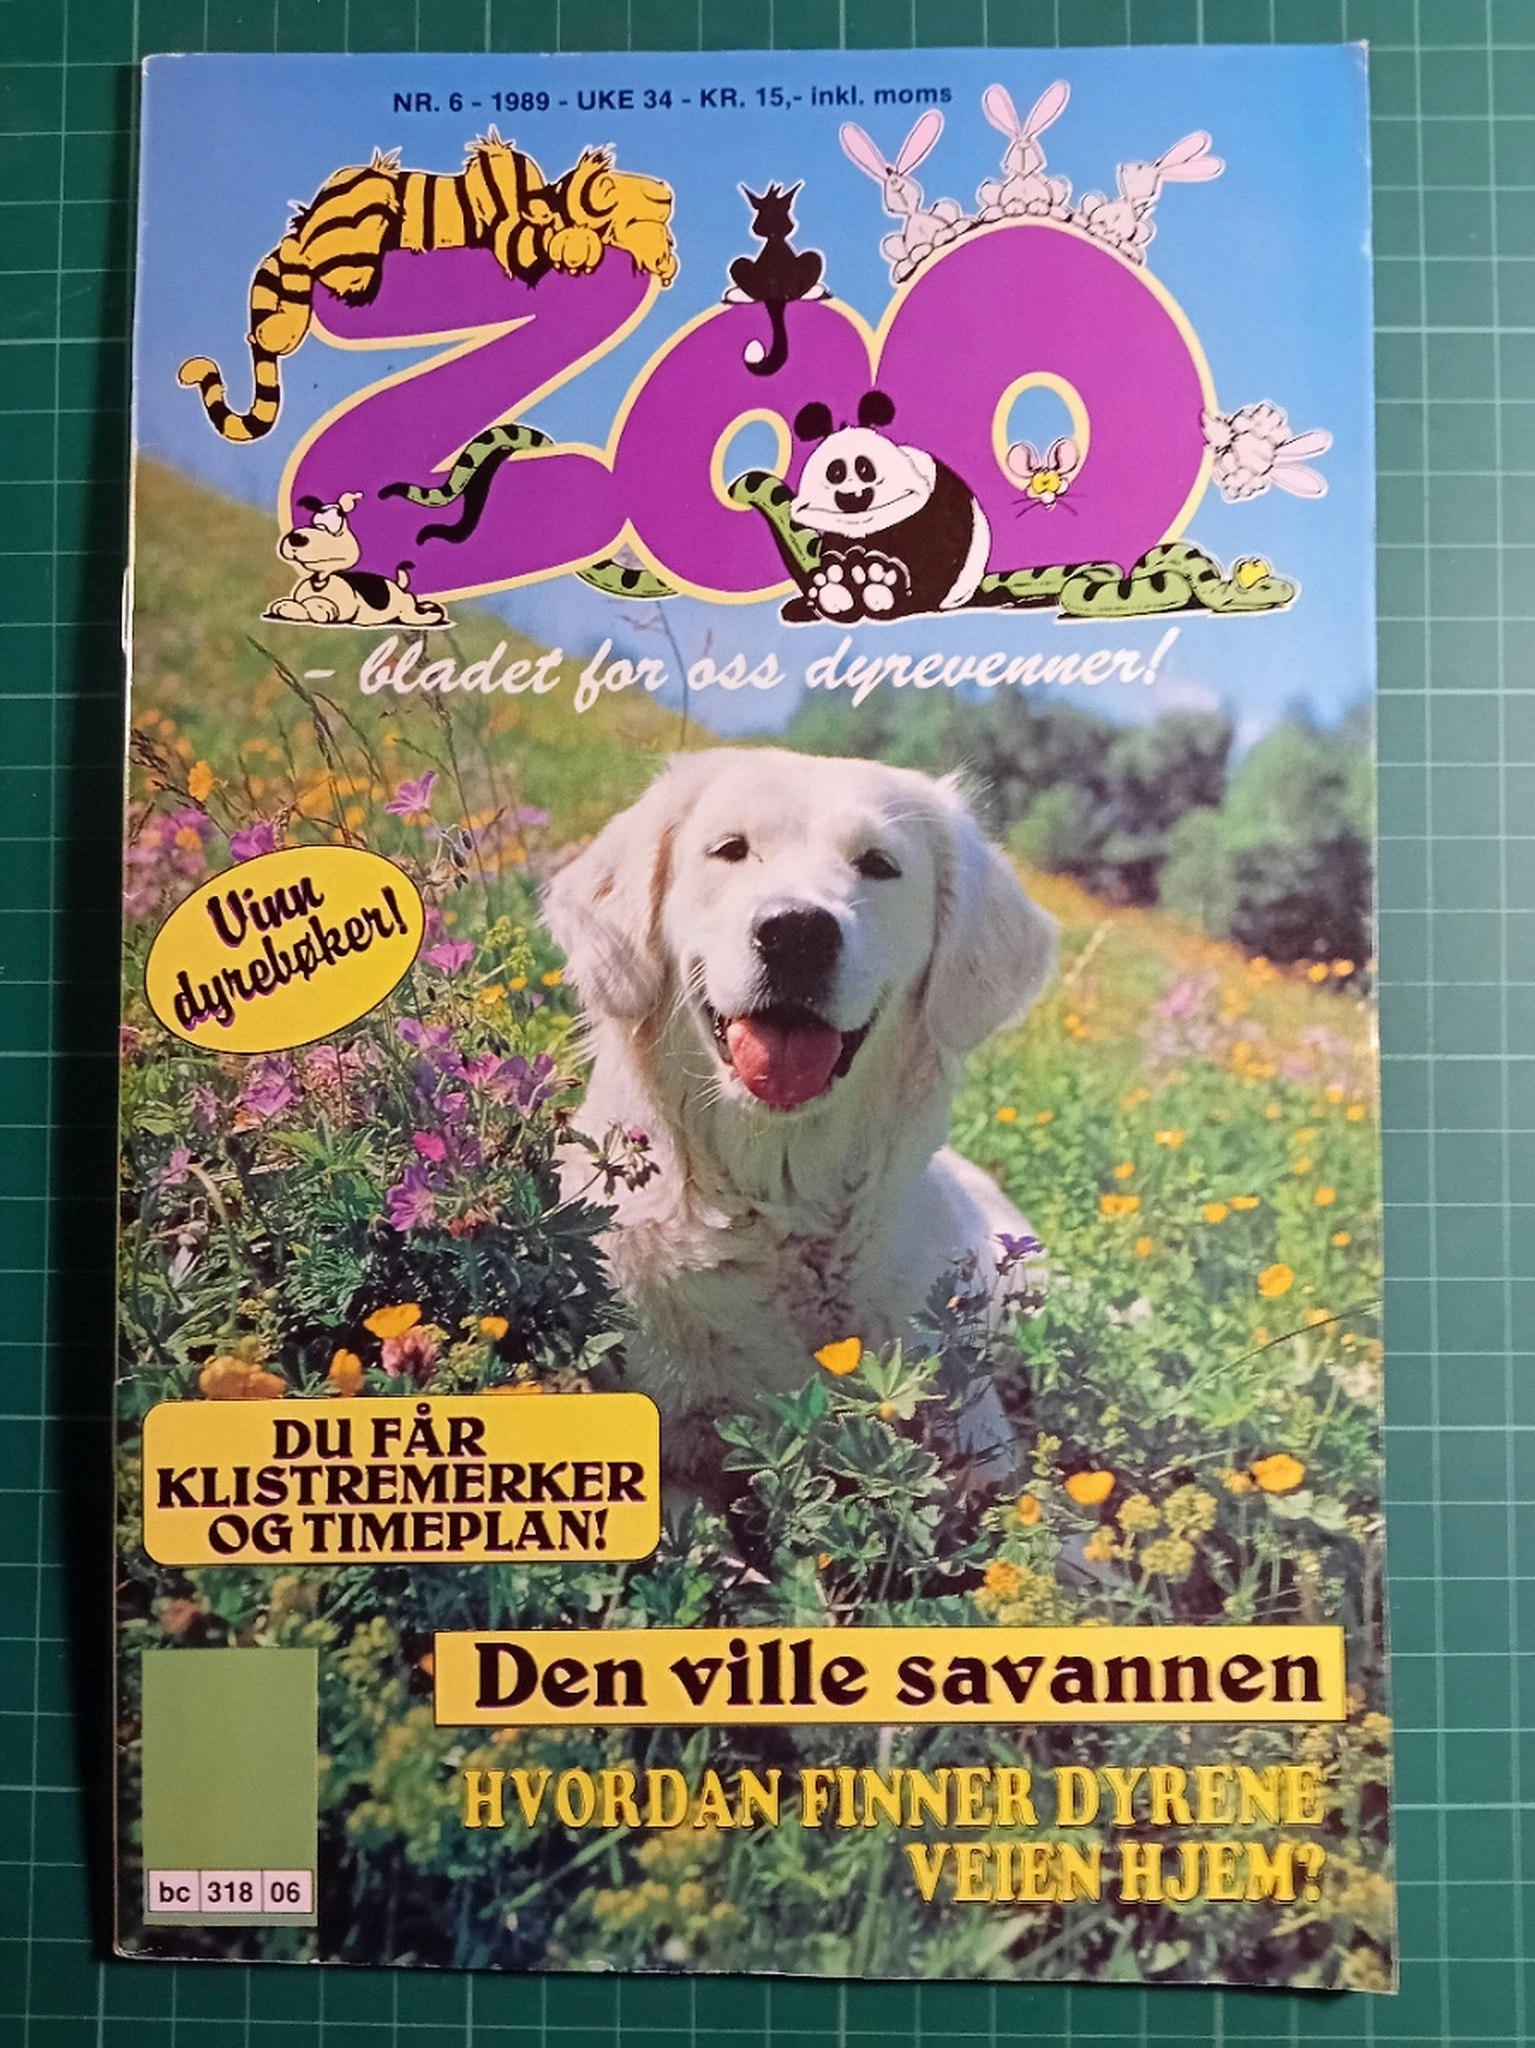 NR. 6 - 1989 - UKE 34 - KR. 15,- inkl. moms
ZOO
- bladet for oss dyrevenner!
Vinn
dyrebøker!
DU FÅR
KLISTREMERKER
OG TIMEPLAN!
Den ville savannen
HVORDAN FINNER DYRENE
VEIEN HJEM?
bc 318 06